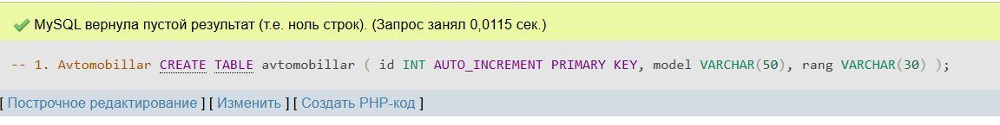 MySQL вернула пустой результат (т.е. ноль строк). (Запрос занял 0,0115 сек.)
-- 1. Avtomobillar CREATE TABLE avtomobillar ( id INT AUTO_INCREMENT PRIMARY KEY, model VARCHAR(50), rang VARCHAR(30) );
[ Построчное редактирование ] [ Изменить ] [ Создать PHP-код ]